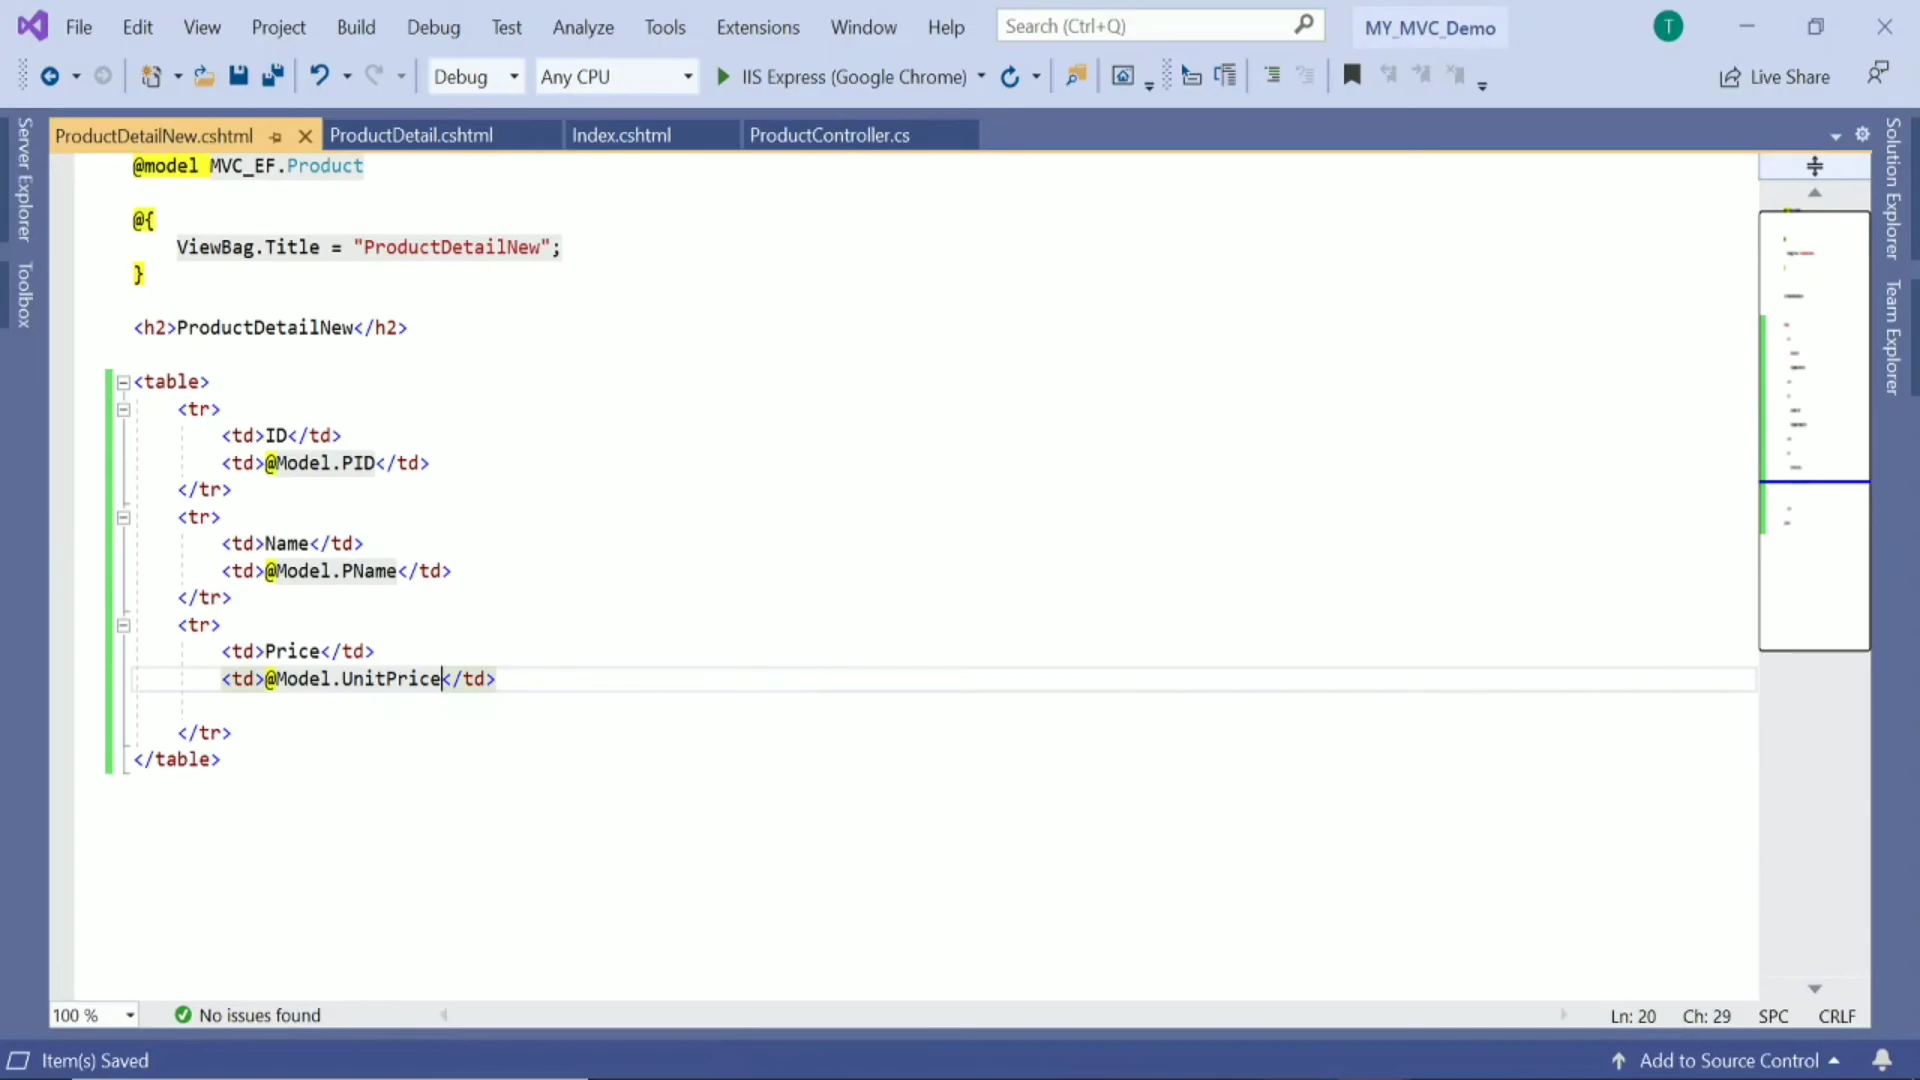 File Edit View Project Build Debug Test Analyze Tools Extensions Window Help Search (Ctrl+Q) MY_MVC_Demo T
Debug Any CPU IIS Express (Google Chrome) Live Share
ProductDetailNew.cshtml ProductDetail.cshtml Index.cshtml ProductController.cs
Server Explorer
Toolbox
Solution Explorer
Team Explorer
@model MVC_EF.Product
@{
ViewBag.Title = "ProductDetailNew";
}
<h2>ProductDetailNew</h2>
<table>
<tr>
<td>ID</td>
<td>@Model.PID</td>
</tr>
<tr>
<td>Name</td>
<td>@Model.PName</td>
</tr>
<tr>
<td>Price</td>
<td>@Model.UnitPrice</td>
</tr>
</table>
100 % No issues found Ln: 20 Ch: 29 SPC CRLF
Item(s) Saved Add to Source Control